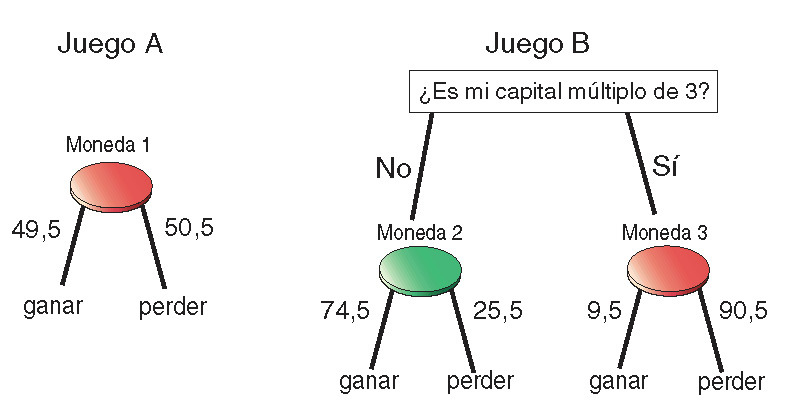 Juego A
Moneda 1
49,5
50,5
ganar
perder
Juego B
¿Es mi capital múltiplo de 3?
No
Sí
Moneda 2
74,5
25,5
ganar
perder
Moneda 3
9,5
90,5
ganar
perder